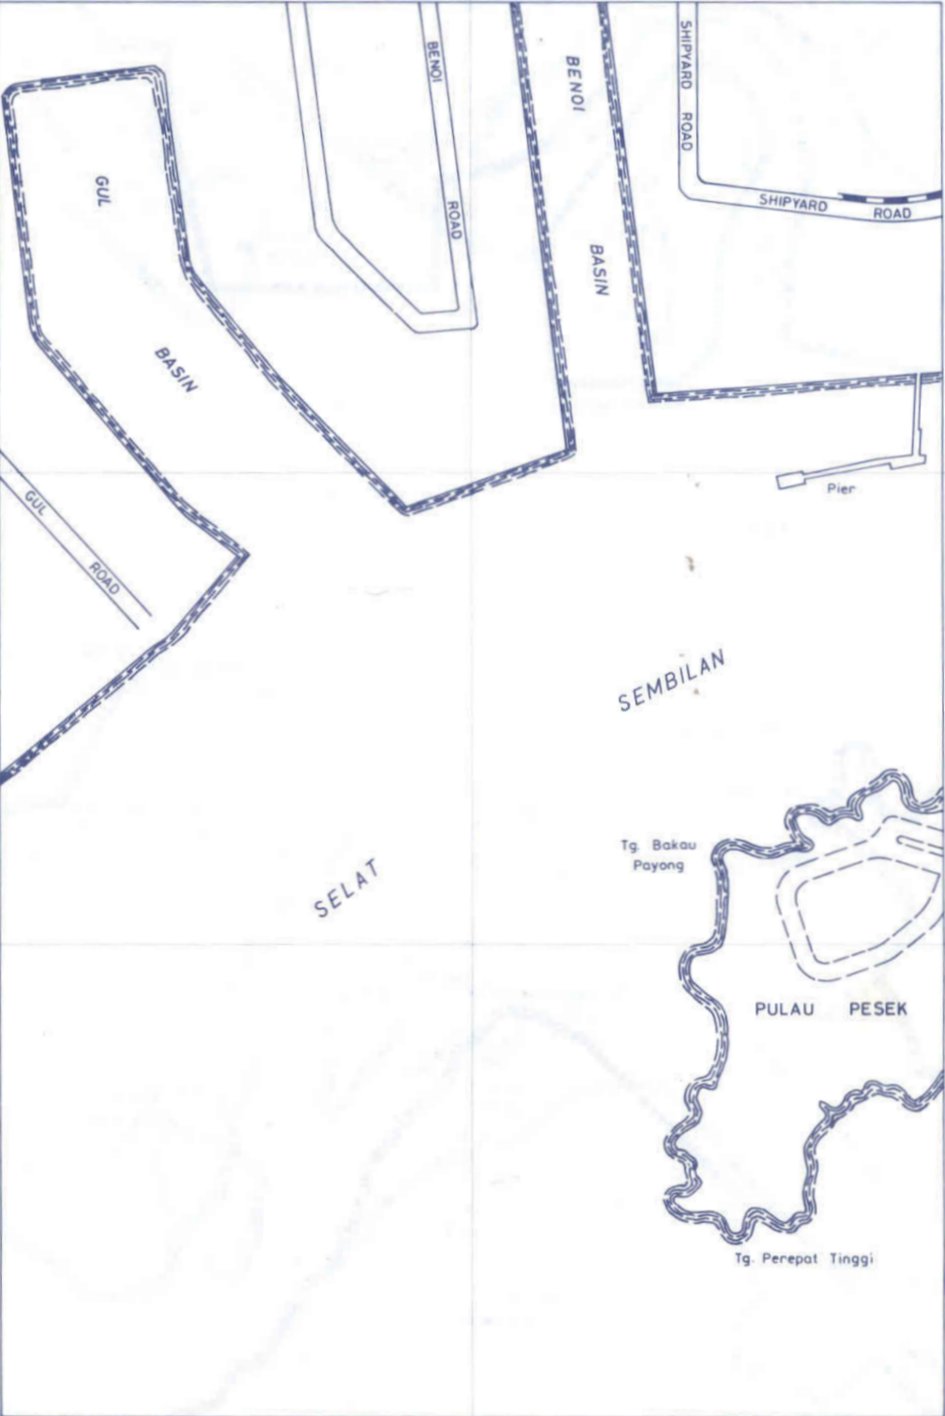 BENOI
ROAD
BENOI
BASIN
SHIPYARD ROAD
SHIPYARD ROAD
GUL
BASIN
GUL
ROAD
Pier
SELAT SEMBILAN
Tg. Bakau
Payong
PULAU PESEK
Tg. Perepat Tinggi